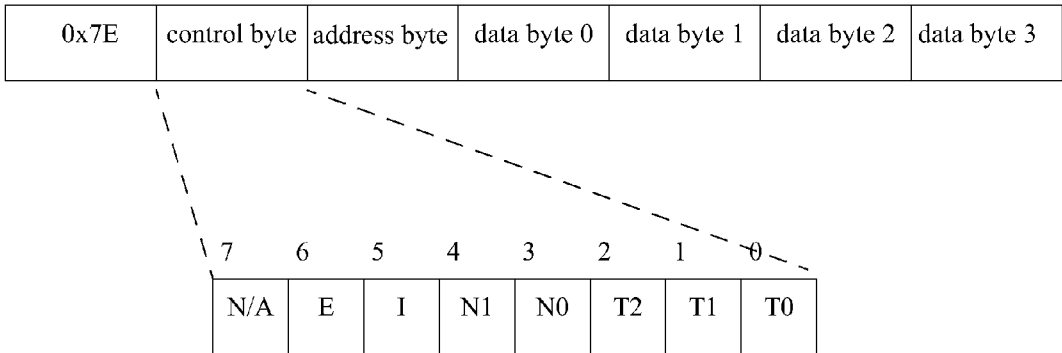 0x7E control byte address byte data byte 0 data byte 1 data byte 2 data byte 3
7 6 5 4 3 2 1 0
N/A E I N1 N0 T2 T1 T0